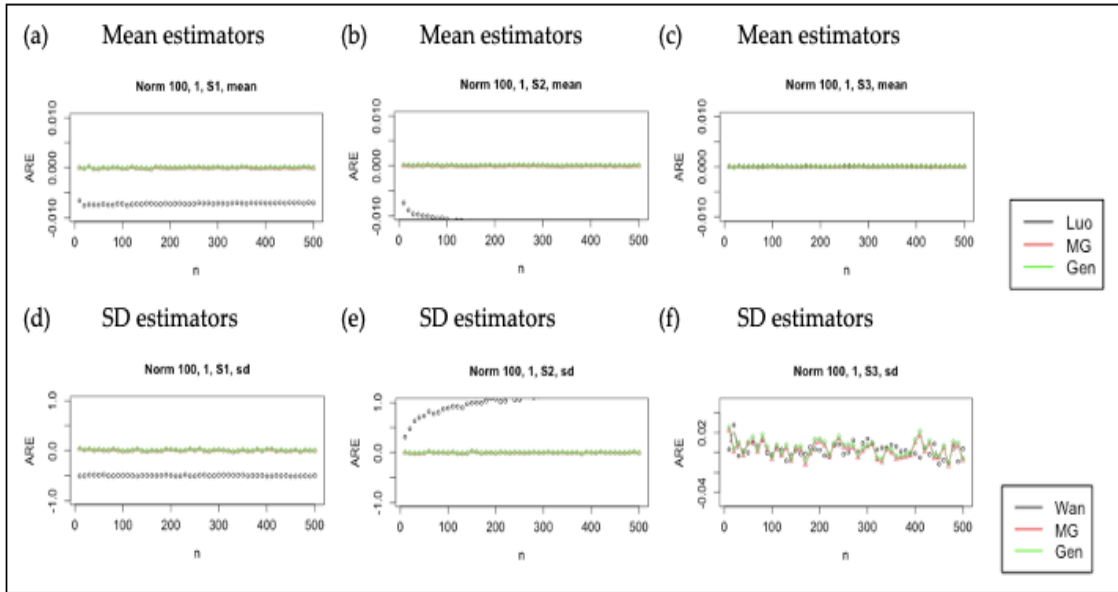 (a) Mean estimators
(b) Mean estimators
(c) Mean estimators
Norm 100, 1, S1, mean
Norm 100, 1, S2, mean
Norm 100, 1, S3, mean
ARE
0.010
0.000
-0.010
0 100 200 300 400 500
n
ARE
0.010
0.000
-0.010
0 100 200 300 400 500
n
ARE
0.010
0.000
-0.010
0 100 200 300 400 500
n
Luo
MG
Gen
(d) SD estimators
(e) SD estimators
(f) SD estimators
Norm 100, 1, S1, sd
Norm 100, 1, S2, sd
Norm 100, 1, S3, sd
ARE
1.0
0.0
-1.0
0 100 200 300 400 500
n
ARE
1.0
0.0
-1.0
0 100 200 300 400 500
n
ARE
0.02
-0.04
0 100 200 300 400 500
n
Wan
MG
Gen